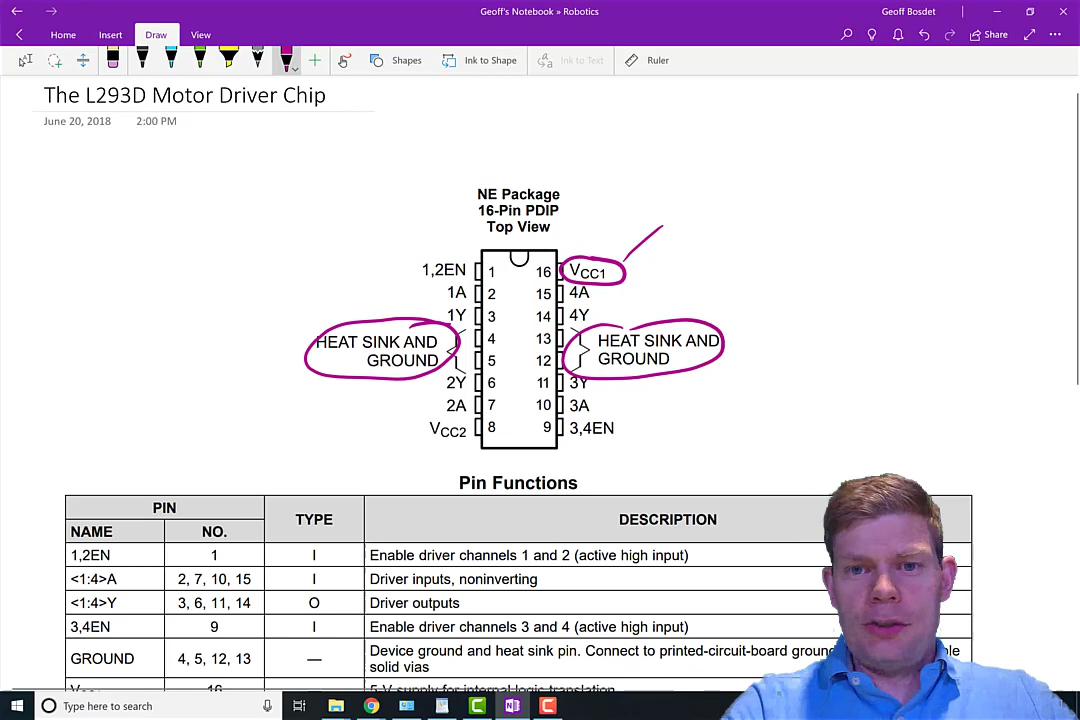 Geoff's Notebook » Robotics
Geoff Bosdet
Home Insert Draw View
Share
Shapes
Ink to Shape
Ink to Text
Ruler
The L293D Motor Driver Chip
June 20, 2018 2:00 PM
NE Package
16-Pin PDIP
Top View
1,2EN 1 16 VCC1
1A 2 15 4A
1Y 3 14 4Y
HEAT SINK AND 4 13 HEAT SINK AND
GROUND 5 12 GROUND
2Y 6 11 3Y
2A 7 10 3A
VCC2 8 9 3,4EN
Pin Functions
PIN
TYPE DESCRIPTION
NAME NO.
1,2EN 1 I Enable driver channels 1 and 2 (active high input)
<1:4>A 2, 7, 10, 15 I Driver inputs, noninverting
<1:4>Y 3, 6, 11, 14 O Driver outputs
3,4EN 9 I Enable driver channels 3 and 4 (active high input)
GROUND 4, 5, 12, 13 — Device ground and heat sink pin. Connect to printed-circuit-board ground
solid vias
16 5-V supply for internal logic translation
Type here to search